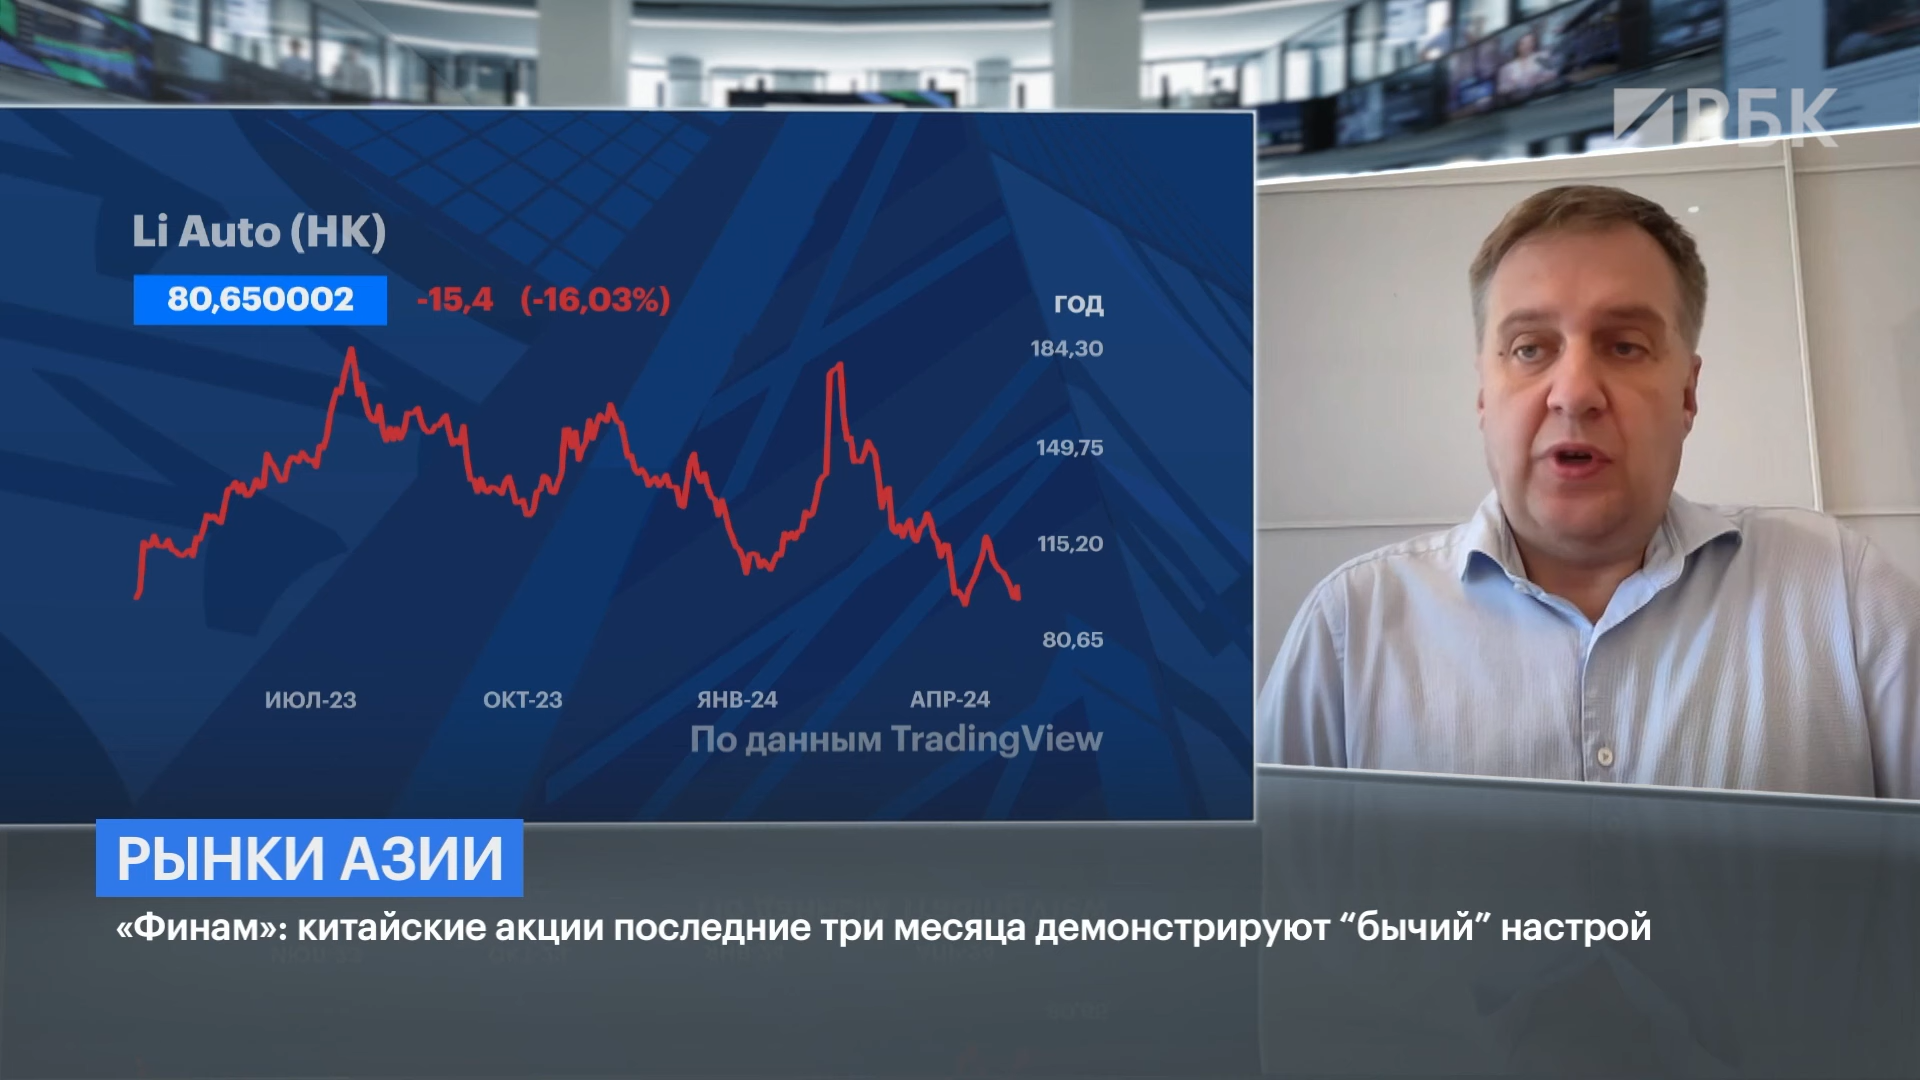 РБК
Li Auto (HK)
80,650002 -15,4 (-16,03%)
ГОД
184,30
149,75
115,20
80,65
ИЮЛ-23 ОКТ-23 ЯНВ-24 АПР-24
По данным TradingView
РЫНКИ АЗИИ
«Финам»: китайские акции последние три месяца демонстрируют “бычий” настрой